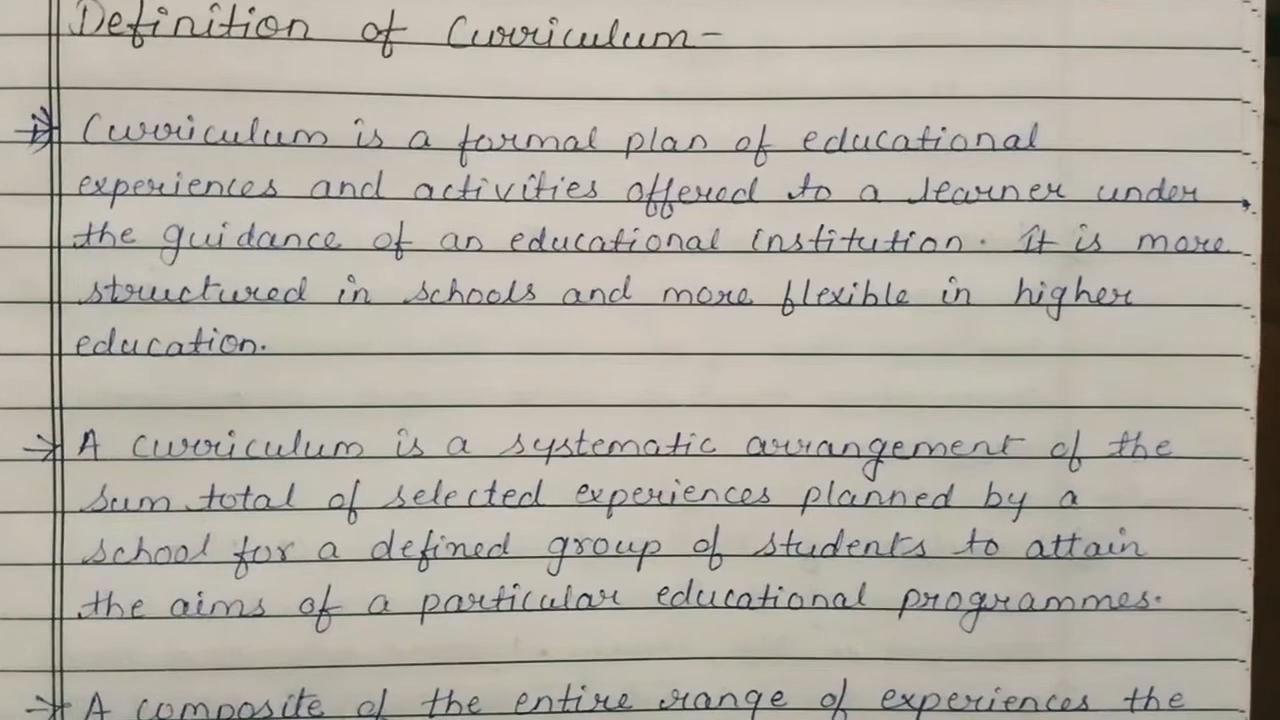 Definition of Curriculum-
→ Curriculum is a formal plan of educational
experiences and activities offered to a learner under
the guidance of an educational institution. It is more
structured in schools and more flexible in higher
education.
→ A curriculum is a systematic arrangement of the
sum total of selected experiences planned by a
school for a defined group of students to attain
the aims of a particular educational programmes.
→ A composite of the entire range of experiences the